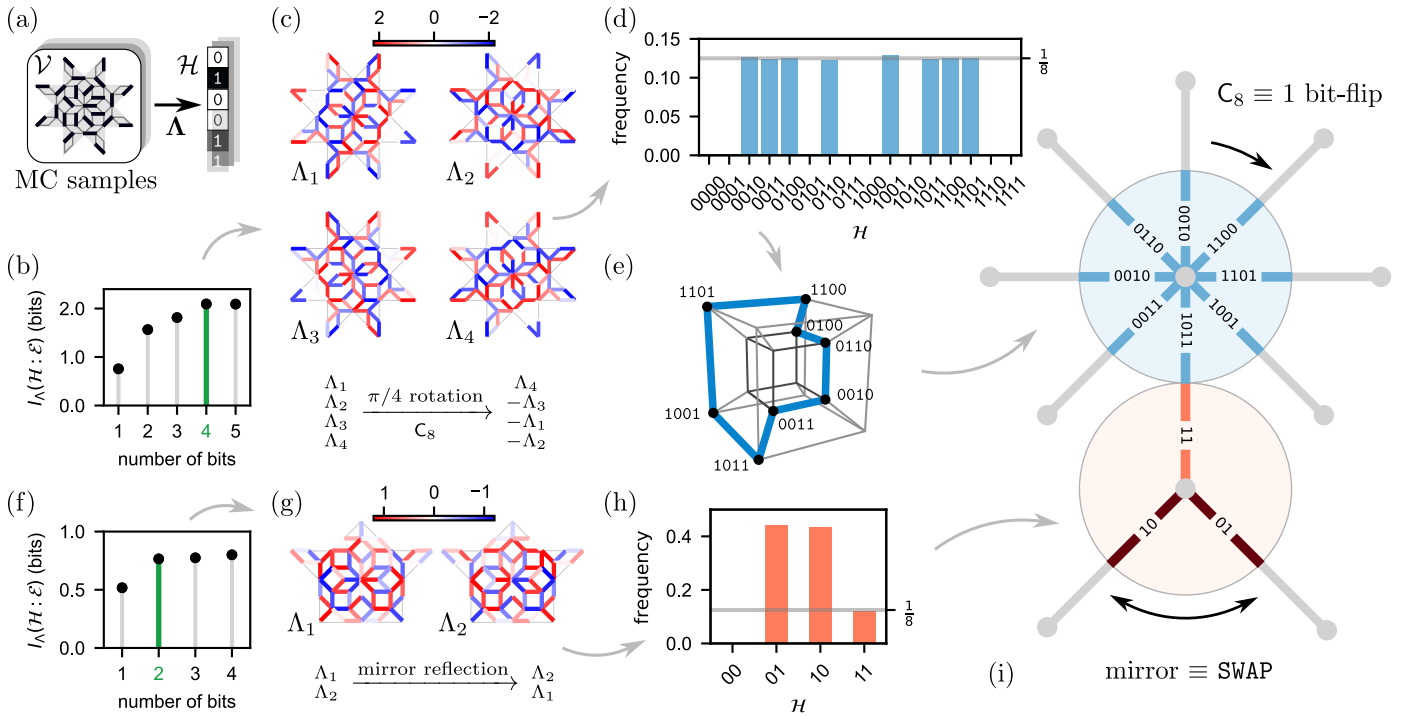 (a)
𝒱
ℋ
0
1
0
0
1
1
Λ
MC samples
(b)
I_Λ(ℋ : ℰ) (bits)
2.0
1.0
0.0
1 2 3 4 5
number of bits
(c)
2 0 −2
Λ₁ Λ₂
Λ₃ Λ₄
Λ₁ π/4 rotation Λ₄
Λ₂ −Λ₃
Λ₃ C₈ −Λ₁
Λ₄ −Λ₂
(d)
frequency
0.15
0.10
0.05
0.00
1/8
0000 0001 0010 0011 0100 0101 0110 0111 1000 1001 1010 1011 1100 1101 1110 1111
ℋ
(e)
1101 1100
0100
0110
0010
1001 0011
1011
(f)
I_Λ(ℋ : ℰ) (bits)
1.0
0.5
0.0
1 2 3 4
number of bits
(g)
1 0 −1
Λ₁ Λ₂
Λ₁ mirror reflection Λ₂
Λ₂ Λ₁
(h)
frequency
0.4
0.2
0.0
1/8
00 01 10 11
ℋ
C₈ ≡ 1 bit-flip
0110 0100 1100
0010 1101
0011 1011 1001
11
10 01
(i)
mirror ≡ SWAP